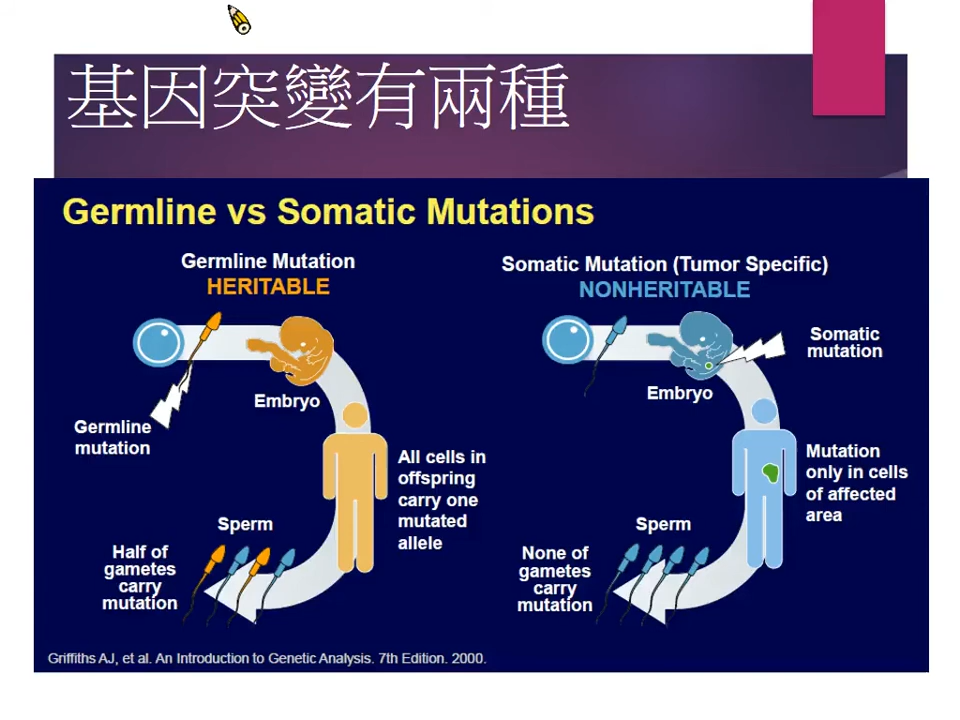 基因突變有兩種
Germline vs Somatic Mutations
Germline Mutation
HERITABLE
Embryo
Germline
mutation
All cells in
offspring
carry one
mutated
allele
Sperm
Half of
gametes
carry
mutation
Somatic Mutation (Tumor Specific)
NONHERITABLE
Somatic
mutation
Embryo
Mutation
only in cells
of affected
area
Sperm
None of
gametes
carry
mutation
Griffiths AJ, et al. An Introduction to Genetic Analysis. 7th Edition. 2000.